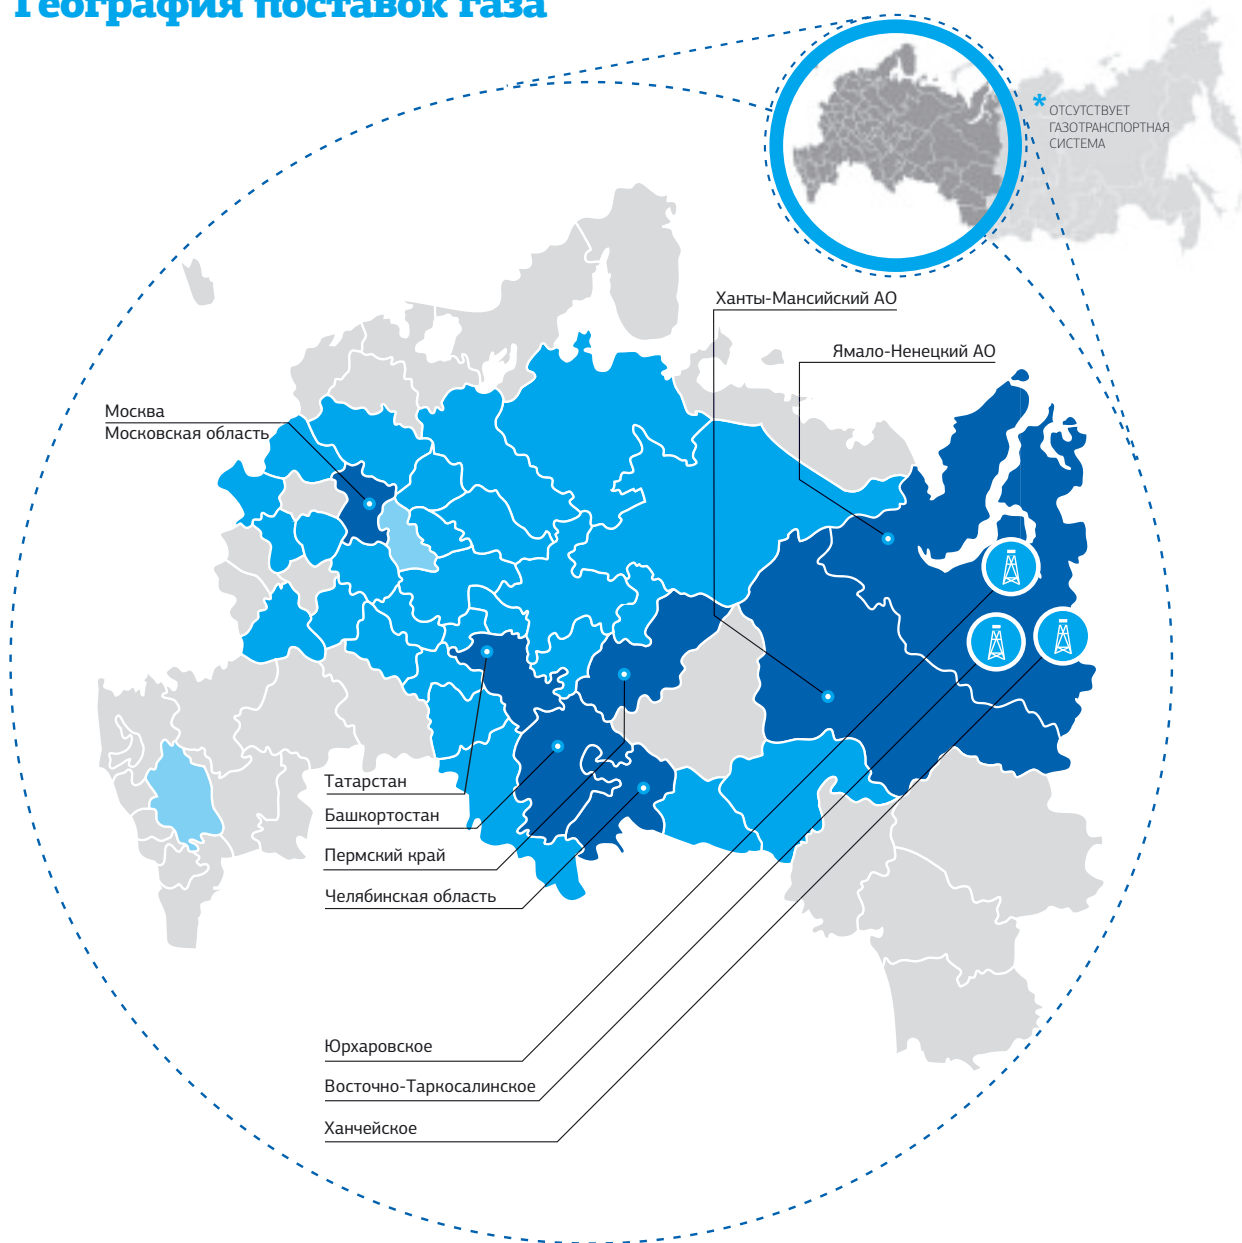 География поставок газа
*
ОТСУТСТВУЕТ
ГАЗОТРАНСПОРТНАЯ
СИСТЕМА
Ханты-Мансийский АО
Ямало-Ненецкий АО
Москва
Московская область
Татарстан
Башкортостан
Пермский край
Челябинская область
Юрхаровское
Восточно-Таркосалинское
Ханчейское